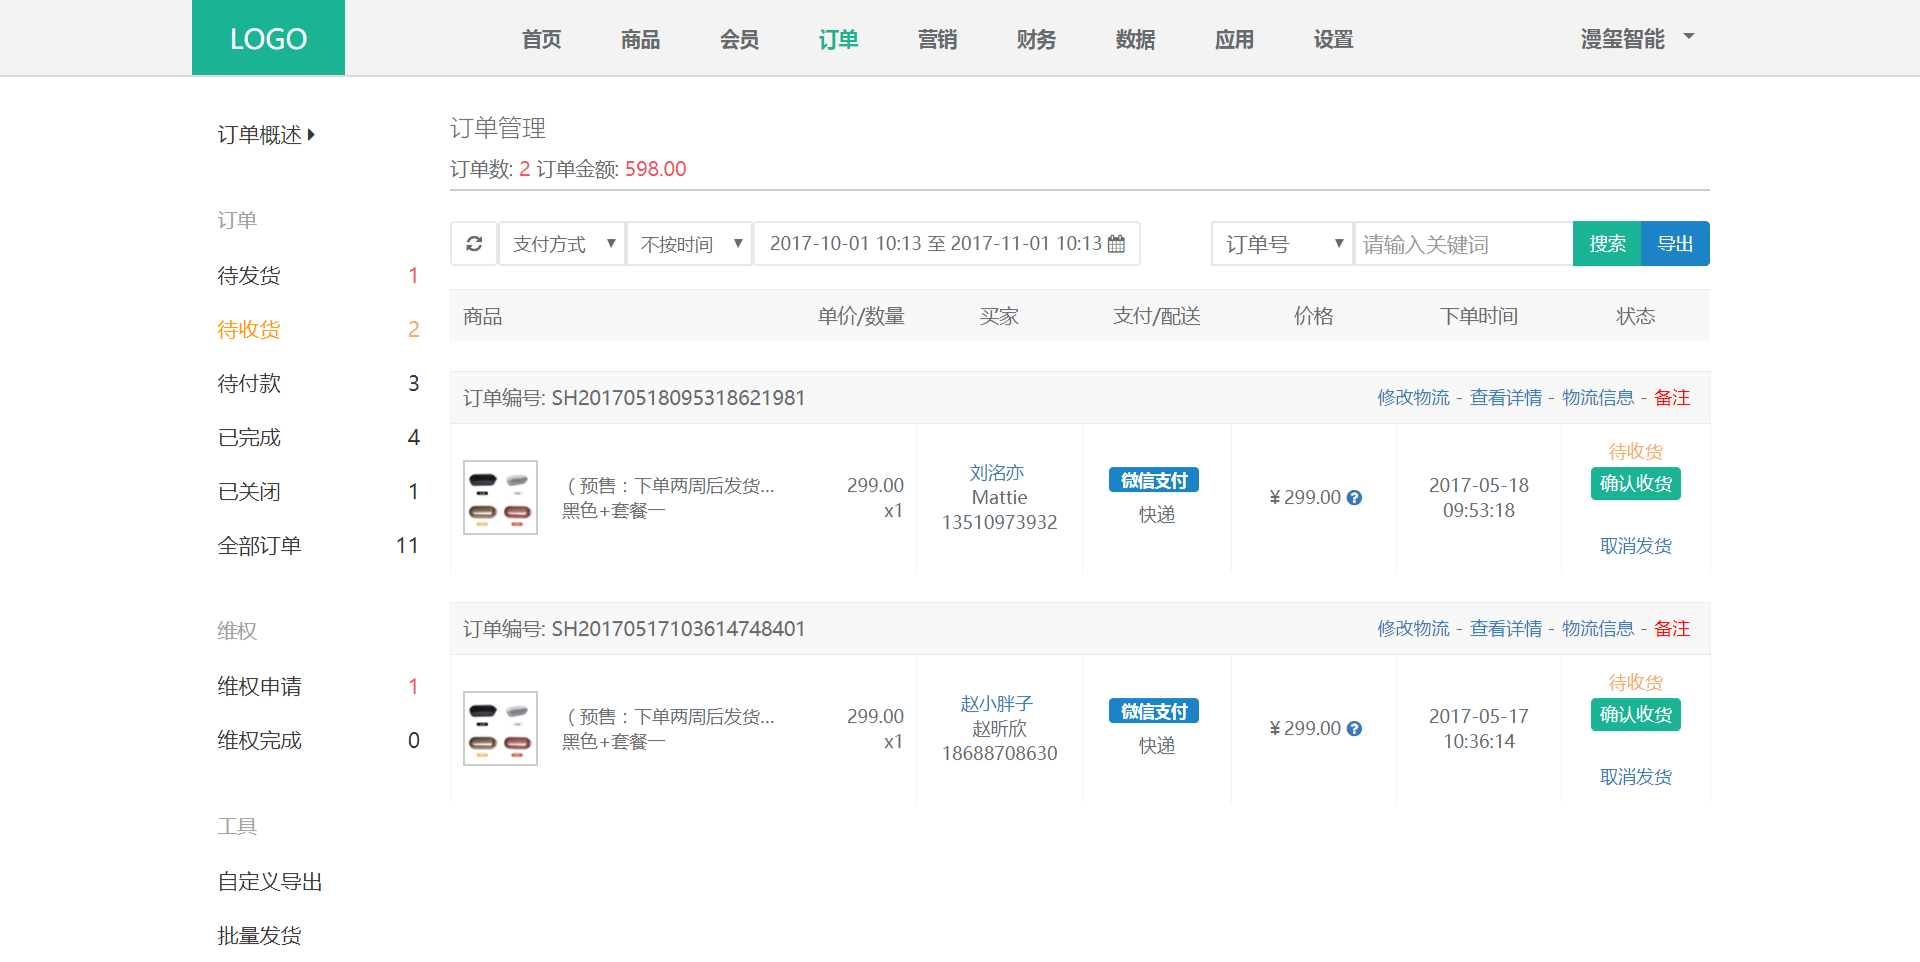 LOGO 首页 商品 会员 订单 营销 财务 数据 应用 设置 漫玺智能
订单概述
订单
待发货 1
待收货 2
待付款 3
已完成 4
已关闭 1
全部订单 11
维权
维权申请 1
维权完成 0
工具
自定义导出
批量发货
订单管理
订单数: 2 订单金额: 598.00
支付方式 不按时间 2017-10-01 10:13 至 2017-11-01 10:13 订单号 请输入关键词 搜索 导出
商品 单价/数量 买家 支付/配送 价格 下单时间 状态
订单编号: SH20170518095318621981 修改物流 - 查看详情 - 物流信息 - 备注
（预售：下单两周后发货...
黑色+套餐一
299.00
x1
刘洺亦
Mattie
13510973932
微信支付
快递
¥299.00
2017-05-18
09:53:18
待收货
确认收货
取消发货
订单编号: SH20170517103614748401 修改物流 - 查看详情 - 物流信息 - 备注
（预售：下单两周后发货...
黑色+套餐一
299.00
x1
赵小胖子
赵昕欣
18688708630
微信支付
快递
¥299.00
2017-05-17
10:36:14
待收货
确认收货
取消发货